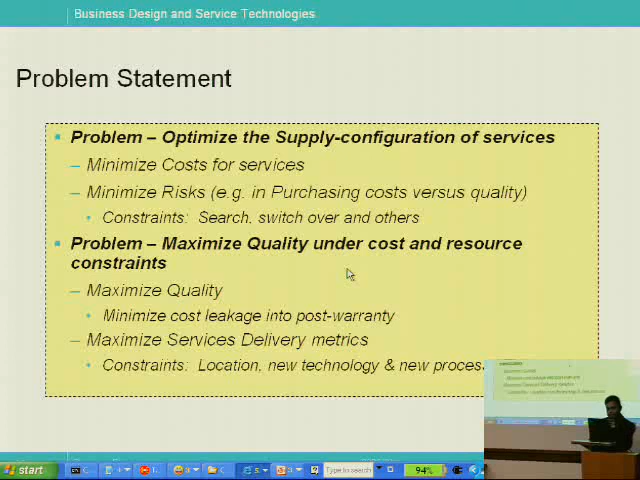 Business Design and Service Technologies
Problem Statement
Problem – Optimize the Supply-configuration of services
– Minimize Costs for services
– Minimize Risks (e.g. in Purchasing costs versus quality)
Constraints: Search, switch over and others
Problem – Maximize Quality under cost and resource
constraints
– Maximize Quality
Minimize cost leakage into post-warranty
– Maximize Services Delivery metrics
Constraints: Location, new technology & new process
start
Type to search
94%